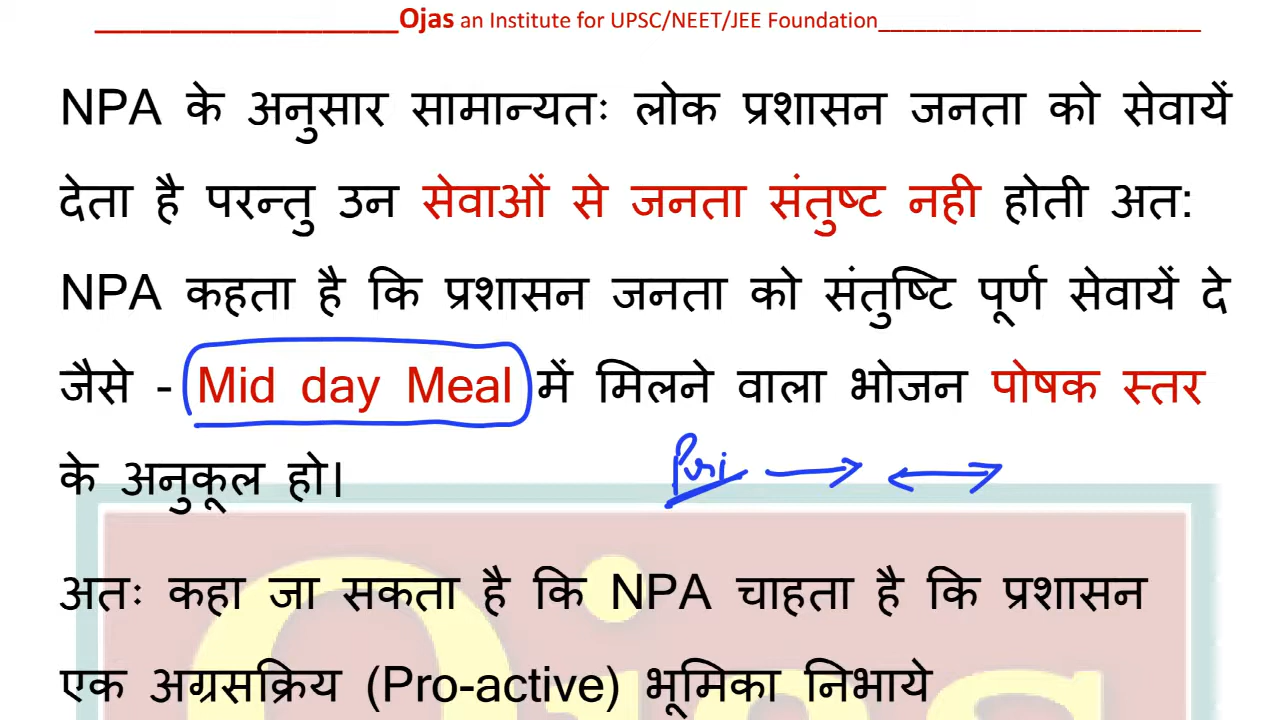 Ojas an Institute for UPSC/NEET/JEE Foundation
NPA के अनुसार सामान्यतः लोक प्रशासन जनता को सेवायें
देता है परन्तु उन सेवाओं से जनता संतुष्ट नही होती अत:
NPA कहता है कि प्रशासन जनता को संतुष्टि पूर्ण सेवायें दे
जैसे - Mid day Meal में मिलने वाला भोजन पोषक स्तर
के अनुकूल हो।
अतः कहा जा सकता है कि NPA चाहता है कि प्रशासन
एक अग्रसक्रिय (Pro-active) भूमिका निभाये